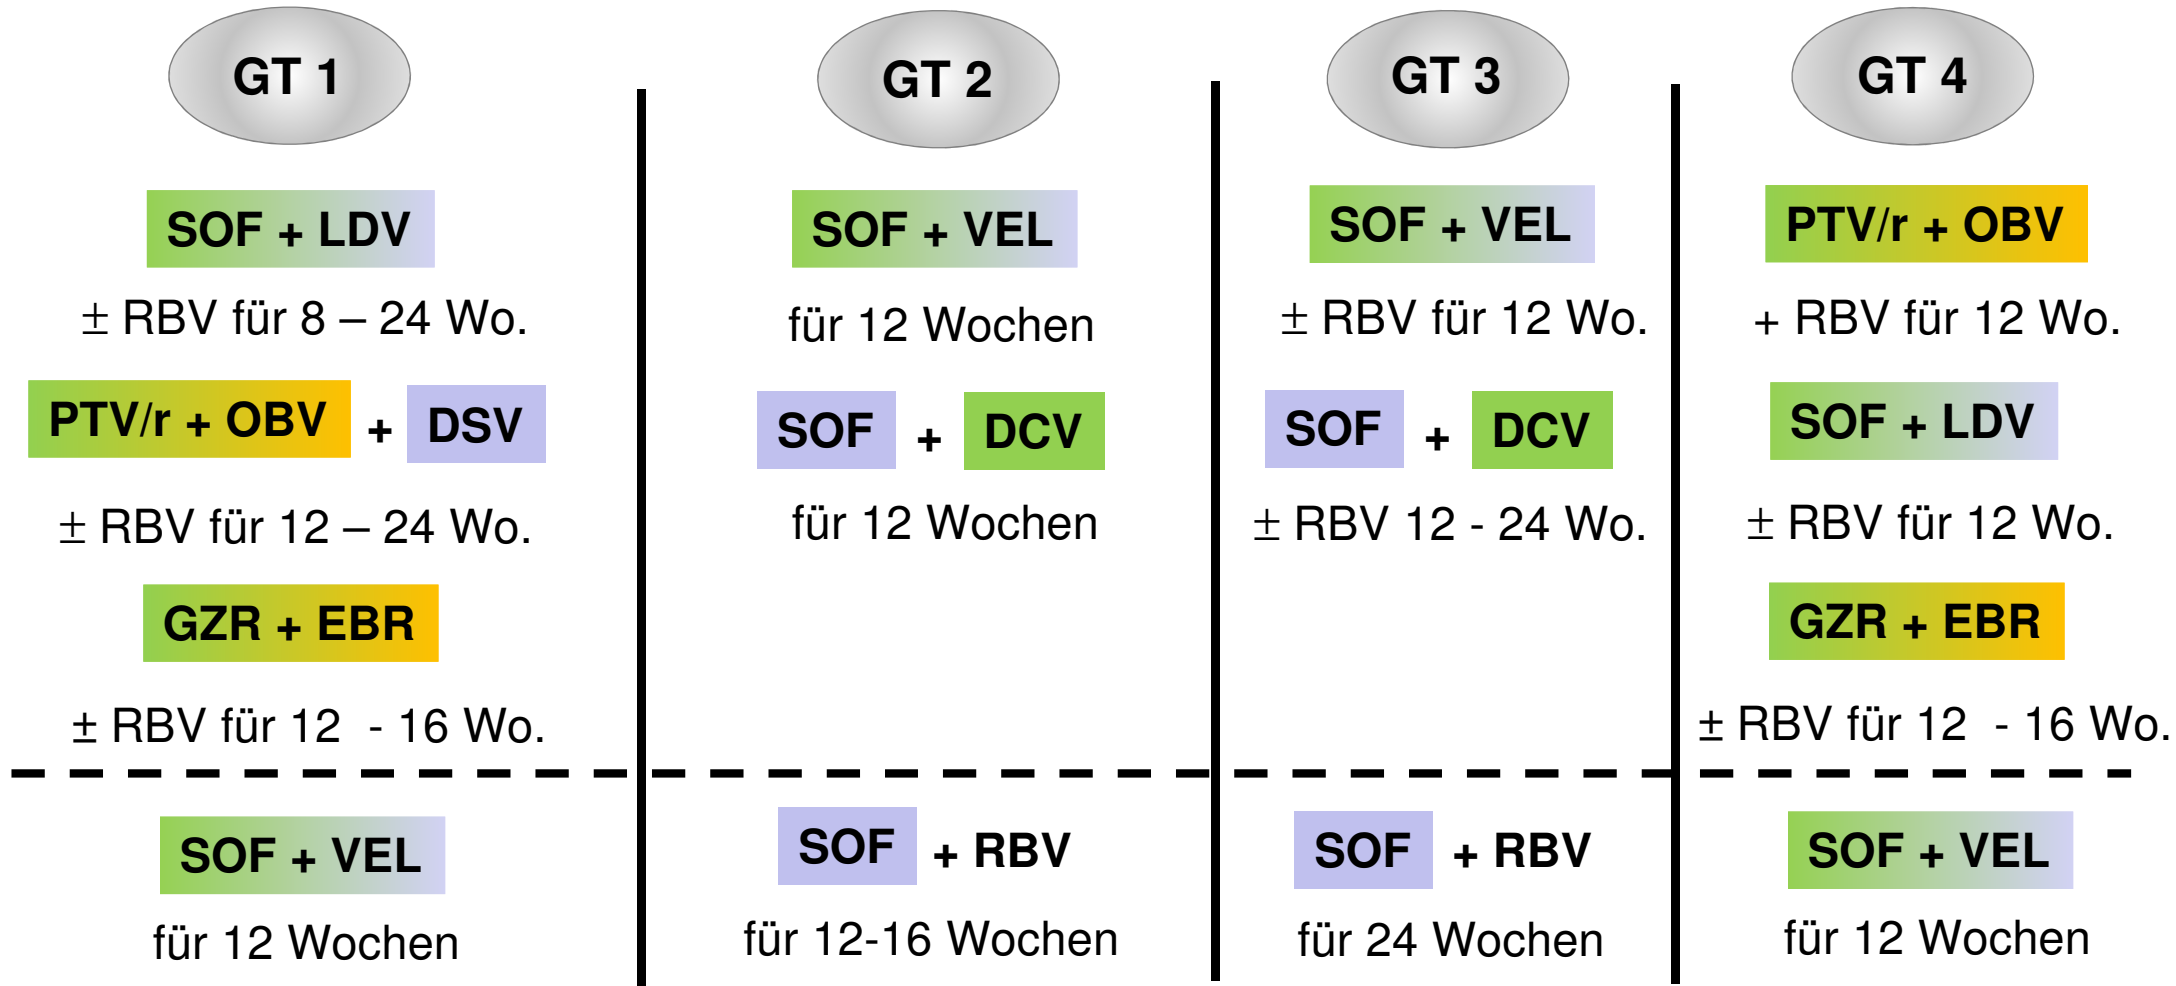 GT 1
SOF + LDV
± RBV für 8 – 24 Wo.
PTV/r + OBV + DSV
± RBV für 12 – 24 Wo.
GZR + EBR
± RBV für 12 - 16 Wo.
SOF + VEL
für 12 Wochen
GT 2
SOF + VEL
für 12 Wochen
SOF + DCV
für 12 Wochen
SOF + RBV
für 12-16 Wochen
GT 3
SOF + VEL
± RBV für 12 Wo.
SOF + DCV
± RBV 12 - 24 Wo.
SOF + RBV
für 24 Wochen
GT 4
PTV/r + OBV
+ RBV für 12 Wo.
SOF + LDV
± RBV für 12 Wo.
GZR + EBR
± RBV für 12 - 16 Wo.
SOF + VEL
für 12 Wochen